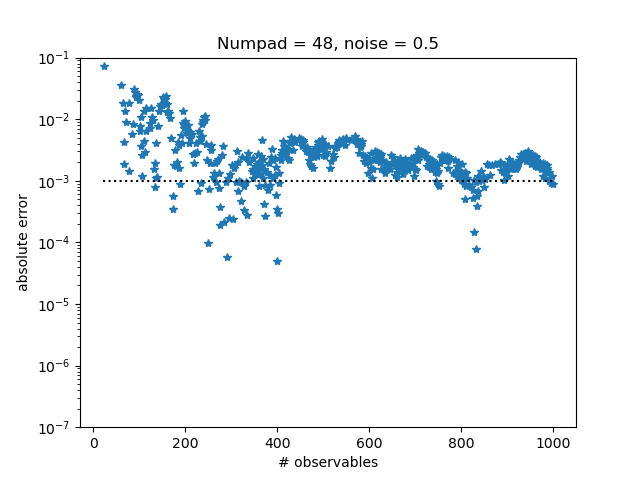 Numpad = 48, noise = 0.5
absolute error
10⁻¹
10⁻²
10⁻³
10⁻⁴
10⁻⁵
10⁻⁶
10⁻⁷
0 200 400 600 800 1000
# observables